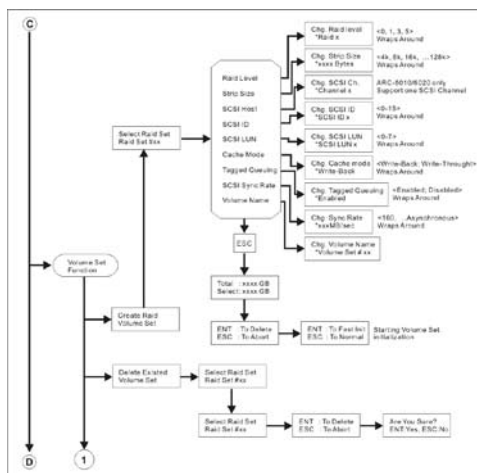 C
Chg. Raid level
*Raid x
<0, 1, 3, 5>
Wraps Around
Chg. Strip Size
*xxxx Bytes
<4k, 8k, 16k, ...128k>
Wraps Around
Raid Level
Strip Size
SCSI Host
SCSI ID
SCSI LUN
Cache Mode
Tagged Queuing
SCSI Sync Rate
Volume Name
Chg. SCSI Ch.
*Channel x
ARC-6010/6020 only
Support one SCSI Channel
Chg. SCSI ID
*SCSI ID x
<0-15>
Wraps Around
Select Raid Set
Raid Set #xx
Chg. SCSI LUN
*SCSI LUN x
<0-7>
Wraps Around
Chg. Cache mode
*Write-Back
<Write-Back; Write-Throught>
Wraps Around
Chg. Tagged Queuing
*Enabled
<Enabled; Disabled>
Wraps Around
Chg. Sync Rate
*xxxMB/sec
<160, ...Asynchronous>
Wraps Around
ESC
Chg. Volume Name
*Volume Set # xx
Volume Set
Function
Total : xxxx GB
Select: xxxx GB
Create Raid
Volume Set
ENT : To Delete
ESC : To Abort
ENT : To Fast Init
ESC : To Normal
Starting Volume Set
initialization
Delete Existed
Volume Set
Select Raid Set
Raid Set #xx
Select Raid Set
Raid Set #xx
ENT : To Delete
ESC : To Abort
Are You Sure?
ENT:Yes, ESC:No
D
1